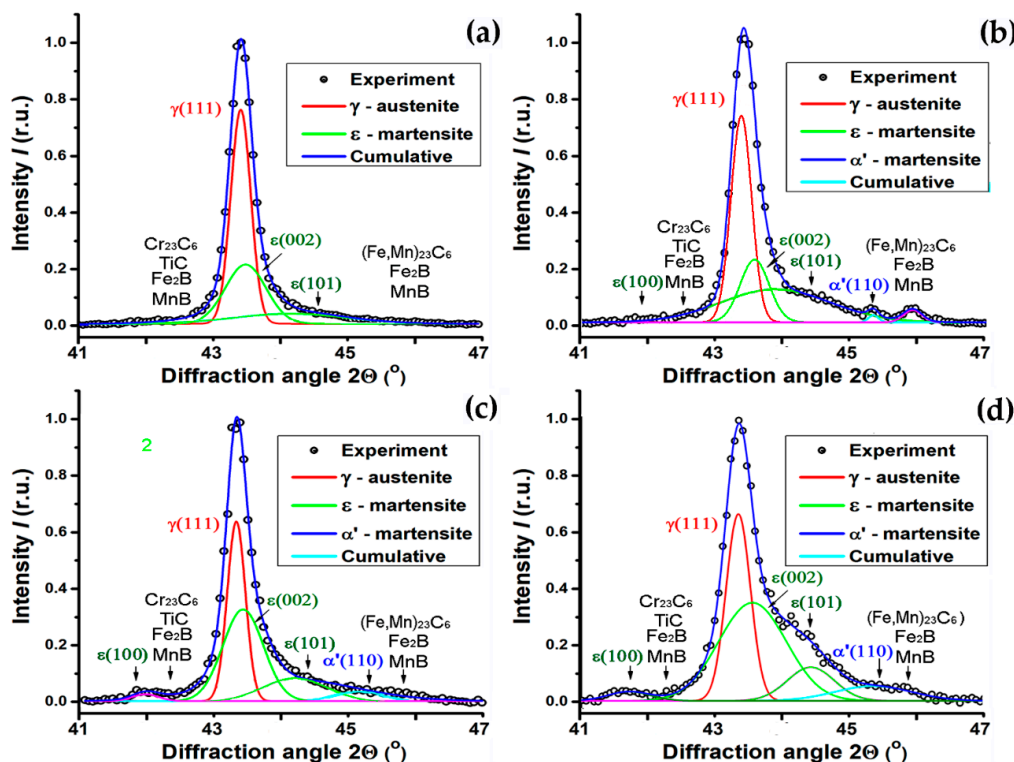 (a)
Intensity I (r.u.)
1.0
0.8
0.6
0.4
0.2
0.0
Experiment
γ - austenite
ε - martensite
Cumulative
γ(111)
Cr₂₃C₆
TiC
Fe₂B
MnB
ε(002)
ε(101)
(Fe,Mn)₂₃C₆
Fe₂B
MnB
41 43 45 47
Diffraction angle 2Θ (°)
(b)
Intensity I (r.u.)
1.0
0.8
0.6
0.4
0.2
0.0
Experiment
γ - austenite
ε - martensite
α' - martensite
Cumulative
γ(111)
ε(100)
Cr₂₃C₆
TiC
Fe₂B
MnB
ε(002)
ε(101)
α'(110)
(Fe,Mn)₂₃C₆
Fe₂B
MnB
41 43 45 47
Diffraction angle 2Θ (°)
(c)
Intensity I (r.u.)
1.0
0.8
0.6
0.4
0.2
0.0
2
Experiment
γ - austenite
ε - martensite
α' - martensite
Cumulative
γ(111)
ε(100)
Cr₂₃C₆
TiC
Fe₂B
MnB
ε(002)
ε(101)
α'(110)
(Fe,Mn)₂₃C₆
Fe₂B
MnB
41 43 45 47
Diffraction angle 2Θ (°)
(d)
Intensity I (r.u.)
1.0
0.8
0.6
0.4
0.2
0.0
Experiment
γ - austenite
ε - martensite
α' - martensite
Cumulative
γ(111)
ε(100)
Cr₂₃C₆
TiC
Fe₂B
MnB
ε(002)
ε(101)
α'(110)
(Fe,Mn)₂₃C₆)
Fe₂B
MnB
41 43 45 47
Diffraction angle 2Θ (°)